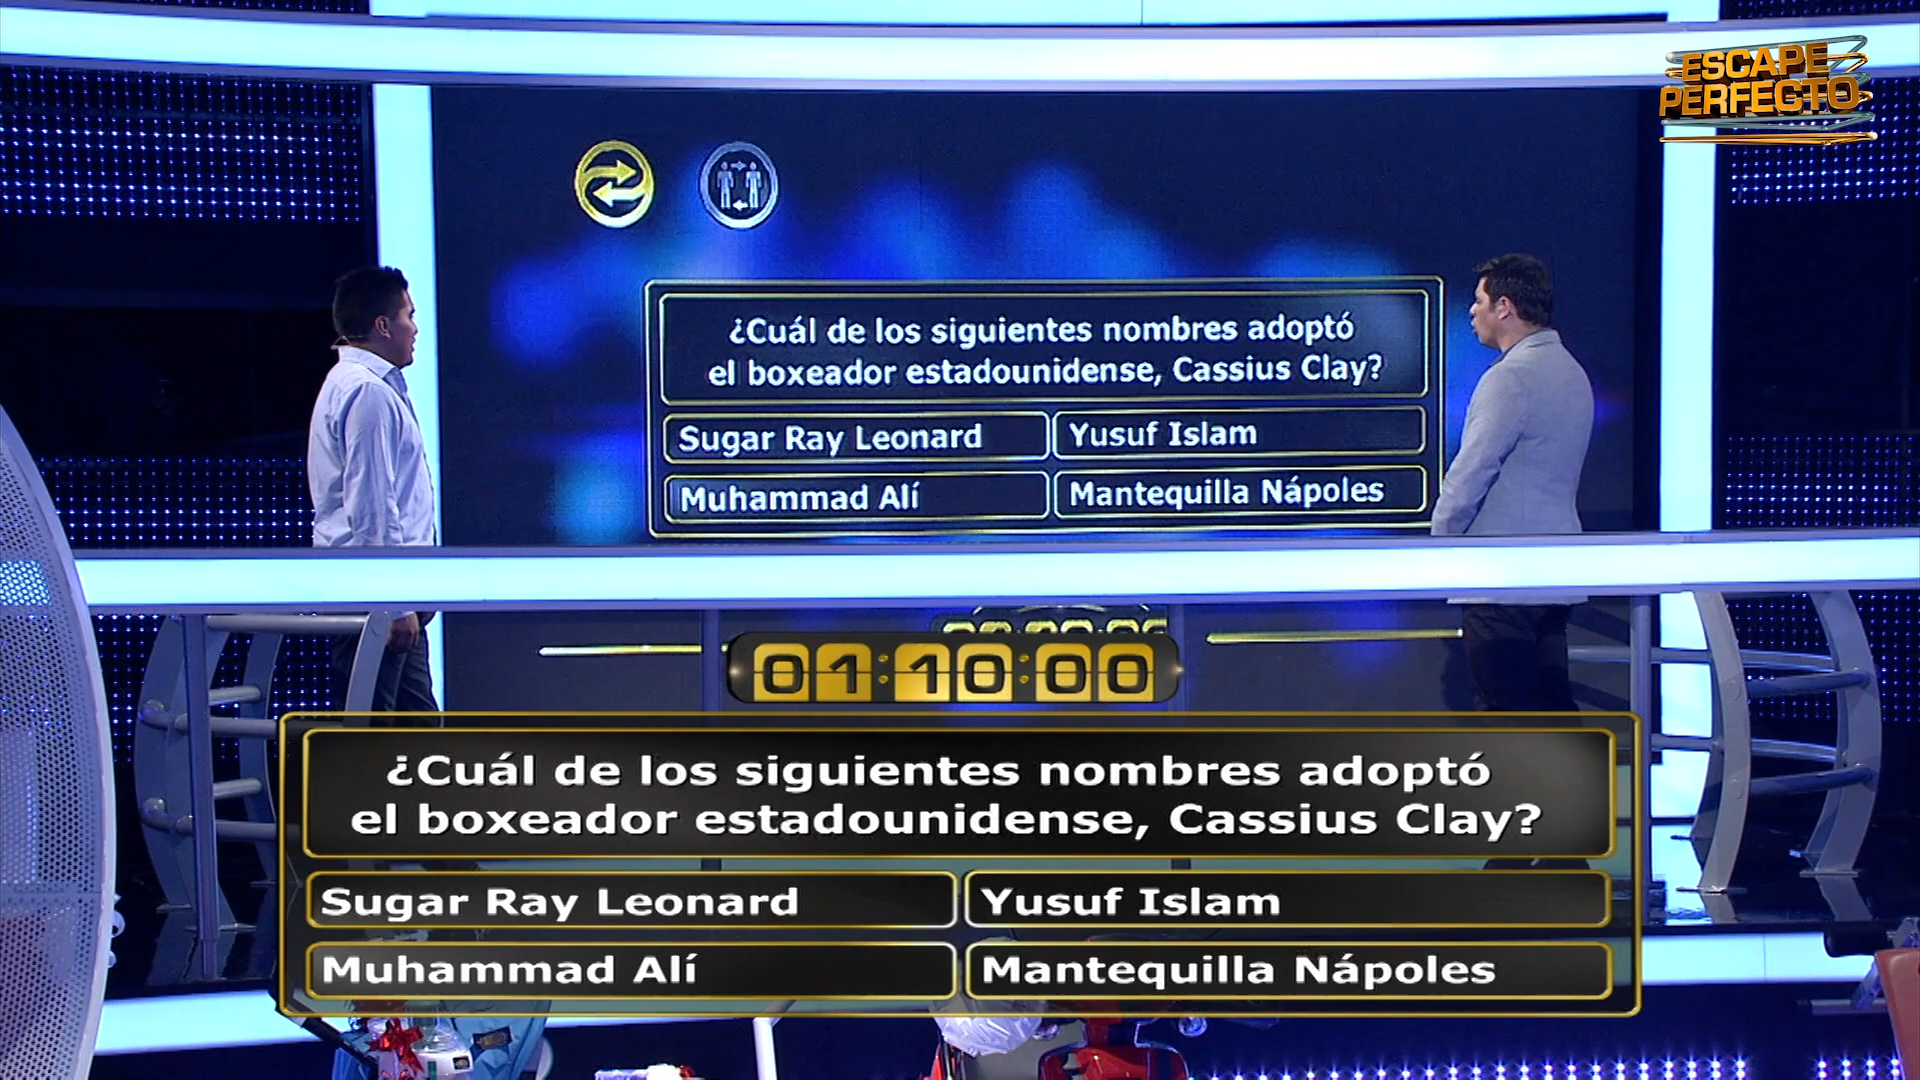 ESCAPE
PERFECTO
¿Cuál de los siguientes nombres adoptó
el boxeador estadounidense, Cassius Clay?
Sugar Ray Leonard
Yusuf Islam
Muhammad Alí
Mantequilla Nápoles
01:10:00
¿Cuál de los siguientes nombres adoptó
el boxeador estadounidense, Cassius Clay?
Sugar Ray Leonard
Yusuf Islam
Muhammad Alí
Mantequilla Nápoles